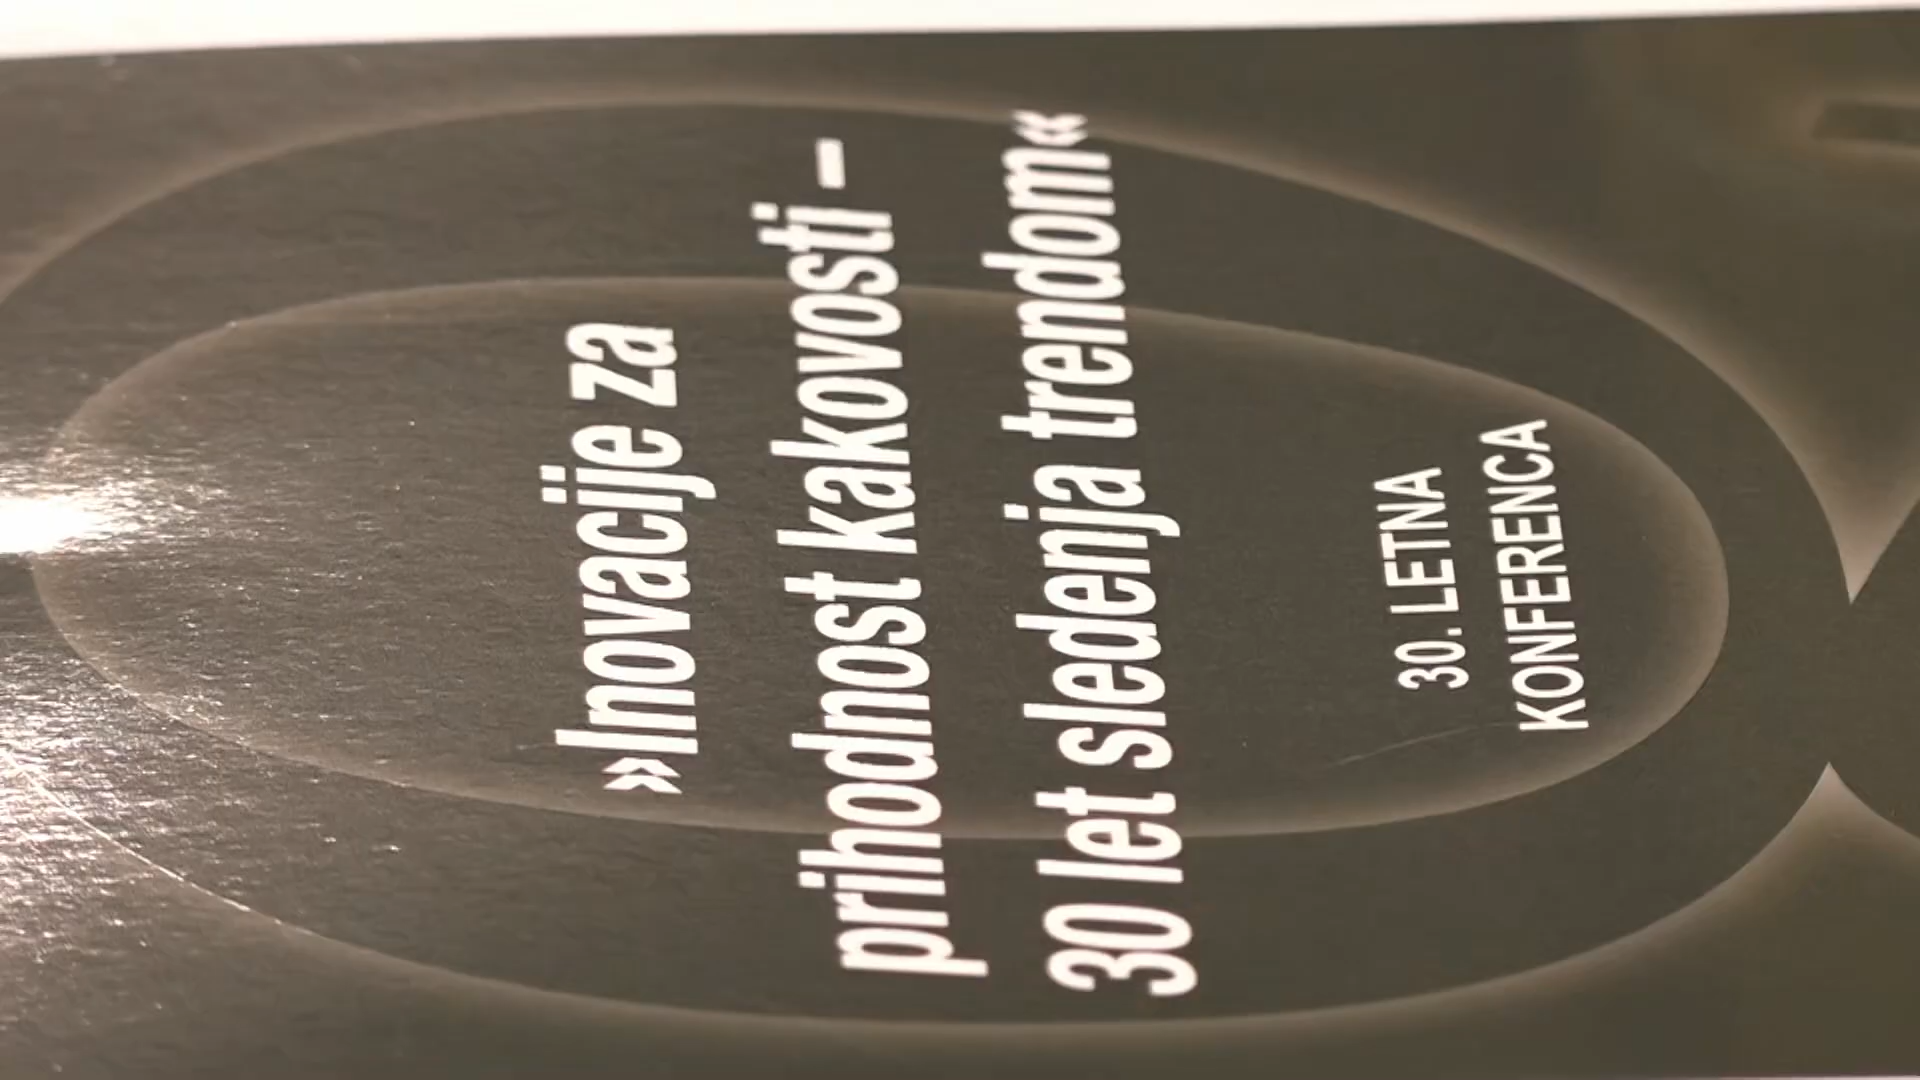 »Inovacije za
prihodnost kakovosti –
30 let sledenja trendom«
30. LETNA
KONFERENCA